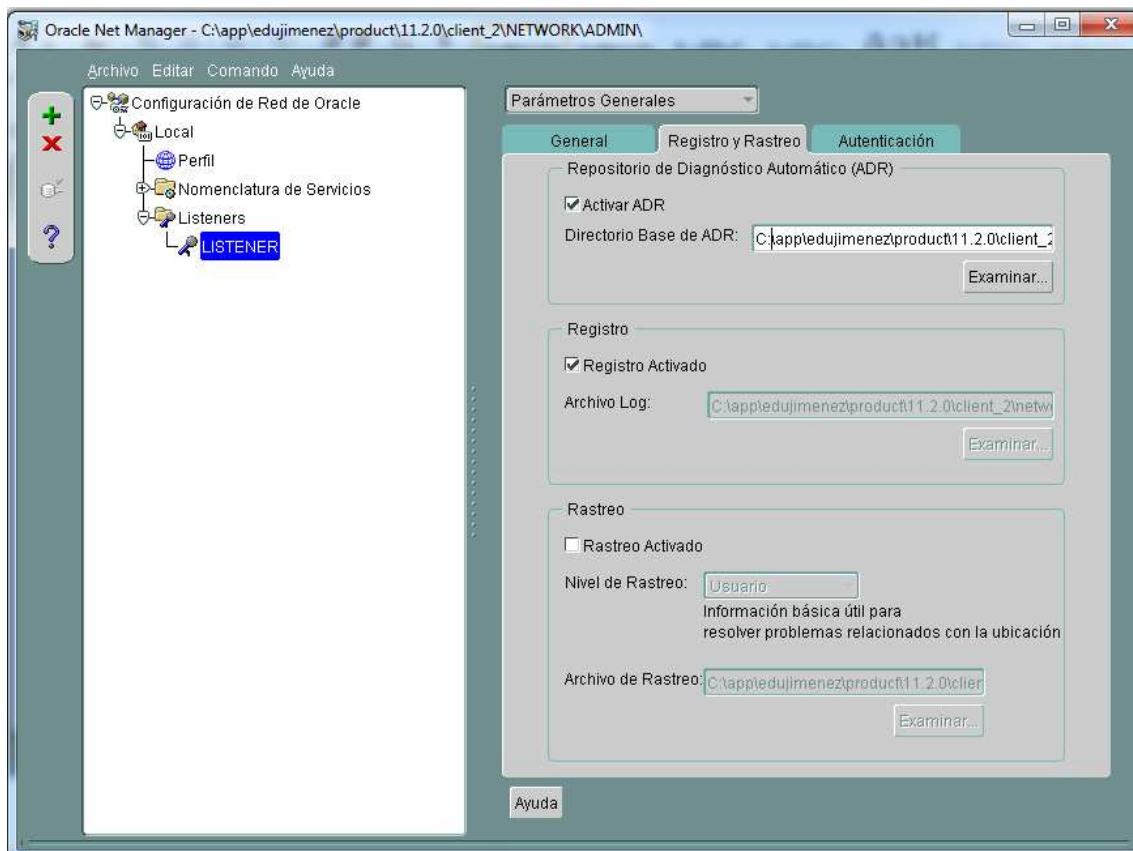 Oracle Net Manager - C:\app\edujimenez\product\11.2.0\client_2\NETWORK\ADMIN\
Archivo Editar Comando Ayuda
Configuración de Red de Oracle
Local
Perfil
Nomenclatura de Servicios
Listeners
LISTENER
Parámetros Generales
General Registro y Rastreo Autenticación
Repositorio de Diagnóstico Automático (ADR)
Activar ADR
Directorio Base de ADR: C:\app\edujimenez\product\11.2.0\client_2
Examinar...
Registro
Registro Activado
Archivo Log: C:\app\edujimenez\product\11.2.0\client_2\netwo
Examinar...
Rastreo
Rastreo Activado
Nivel de Rastreo: Usuario
Información básica útil para
resolver problemas relacionados con la ubicación
Archivo de Rastreo: C:\app\edujimenez\product\11.2.0\clien
Examinar...
Ayuda